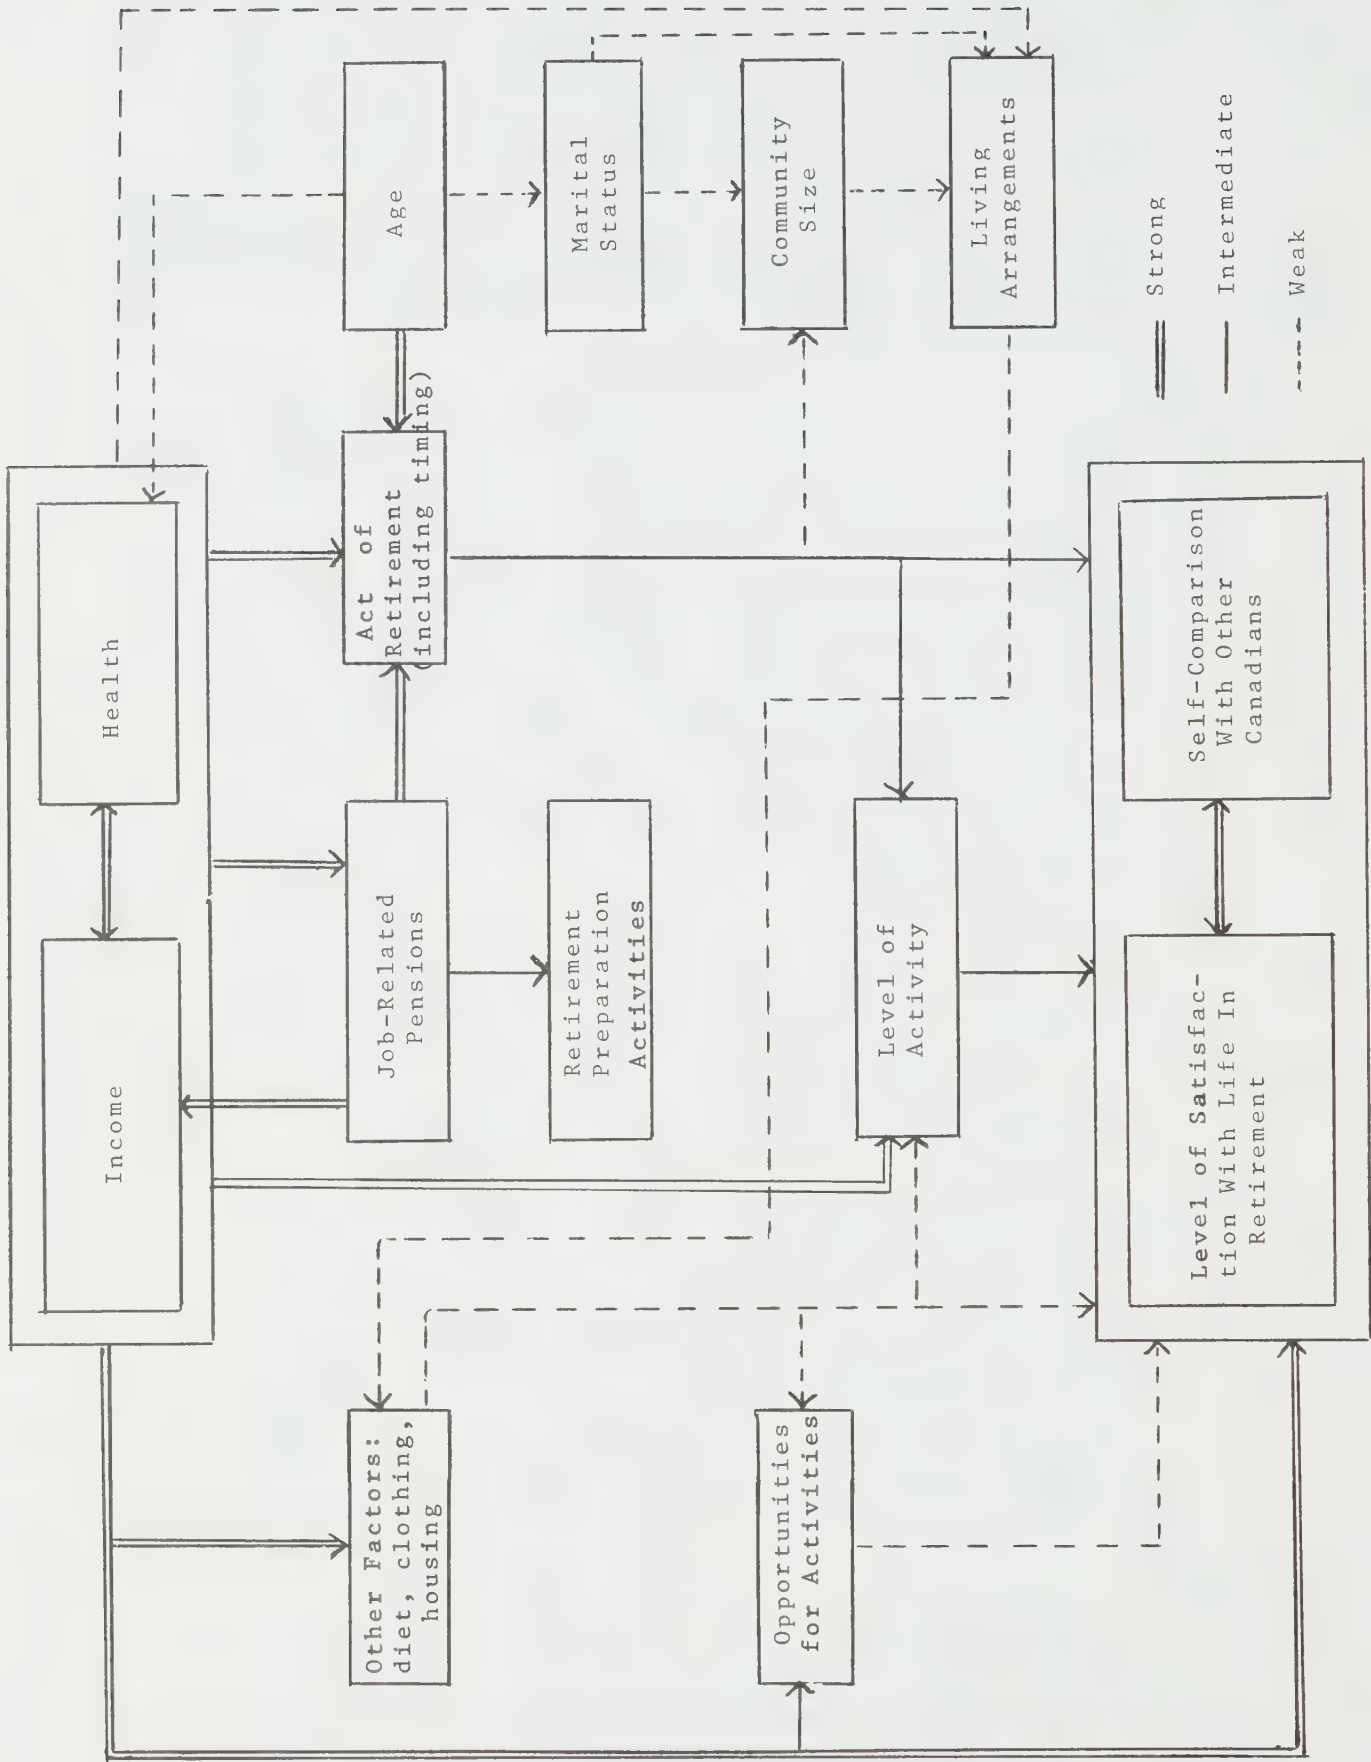 Income
Health
Other Factors:
diet, clothing,
housing
Job-Related
Pensions
Act of
Retirement
(including timing)
Age
Retirement
Preparation
Activities
Marital
Status
Opportunities
for Activities
Community
Size
Level of
Activity
Living
Arrangements
Level of Satisfac-
tion With Life In
Retirement
Self-Comparison
With Other
Canadians
Strong
Intermediate
Weak